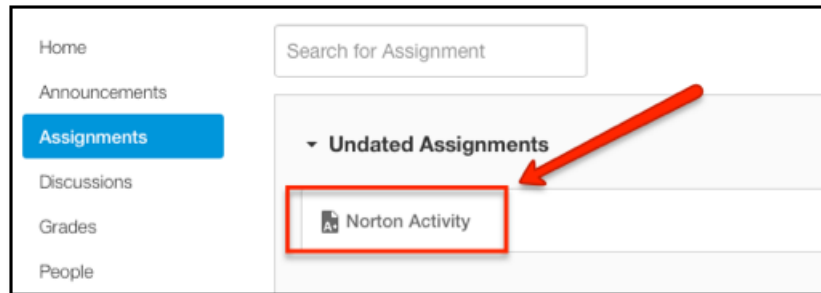 Home
Announcements
Assignments
Discussions
Grades
People
Search for Assignment
Undated Assignments
A+ Norton Activity